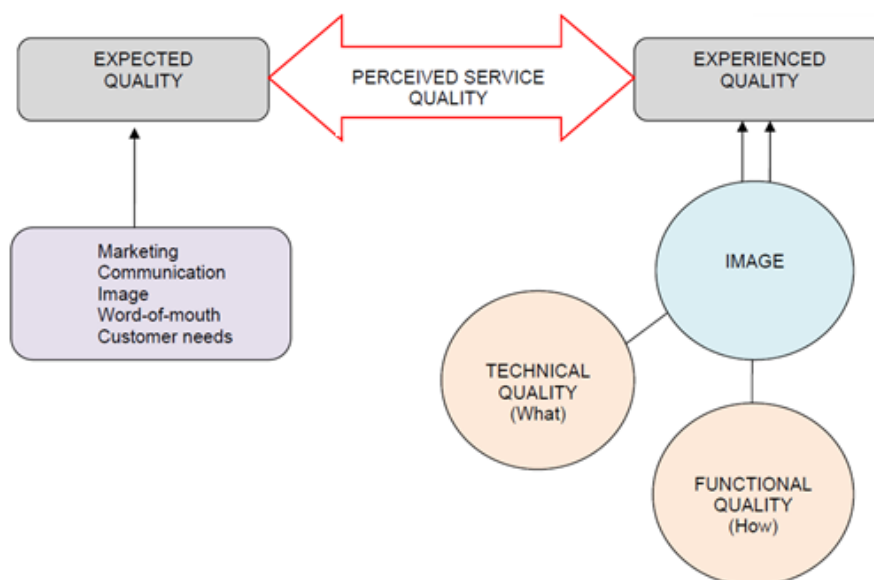 EXPECTED
QUALITY
PERCEIVED SERVICE
QUALITY
EXPERIENCED
QUALITY
Marketing
Communication
Image
Word-of-mouth
Customer needs
IMAGE
TECHNICAL
QUALITY
(What)
FUNCTIONAL
QUALITY
(How)